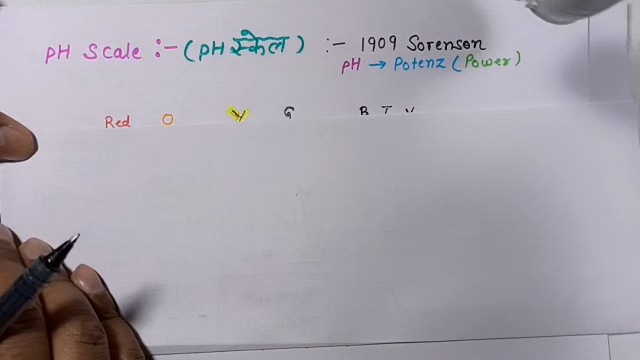 pH Scale :- (pH स्केल) :- 1909 Sorenson
pH → Potenz (Power)
Red O Y G B I V